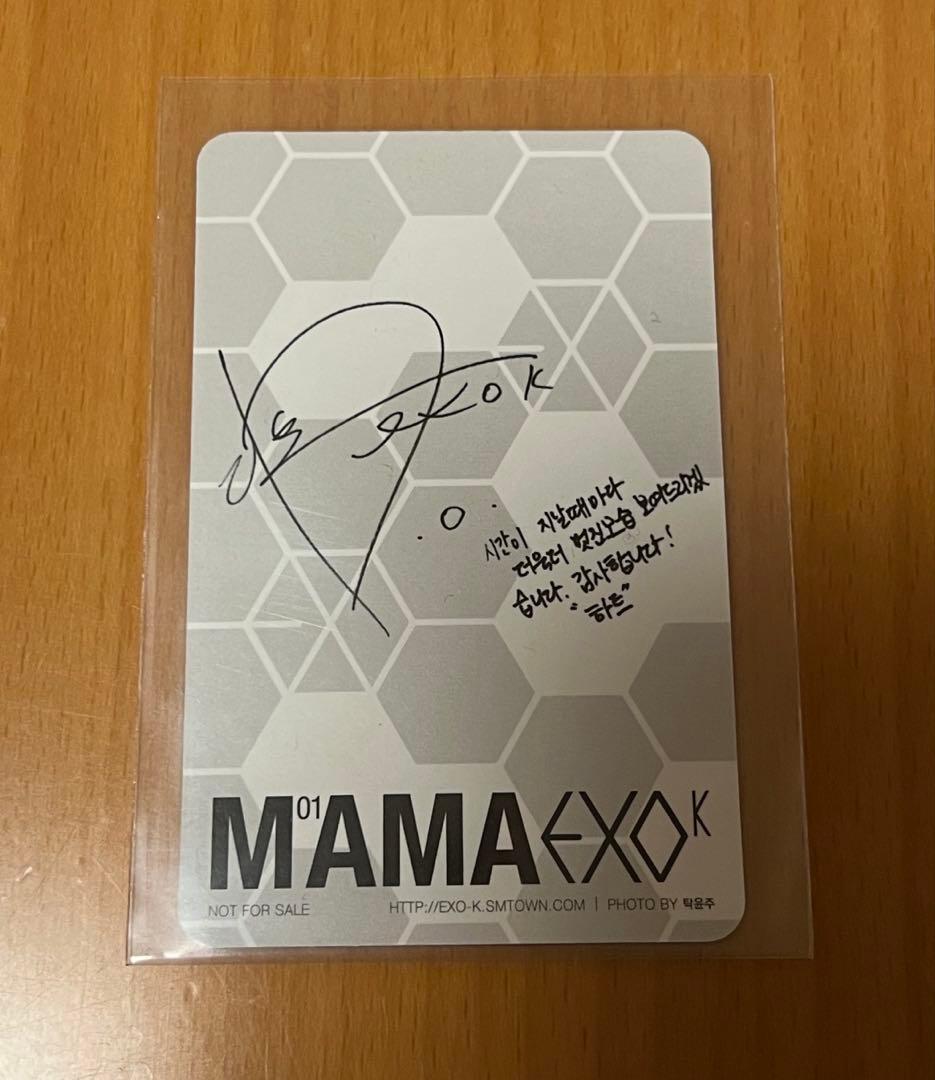 EXO K
시간이 지날때마다
더욱더 멋진모습 보여드리겠
습니다. 감사합니다!
"하트"
M01AMA EXO K
NOT FOR SALE HTTP://EXO-K.SMTOWN.COM | PHOTO BY 탁윤주